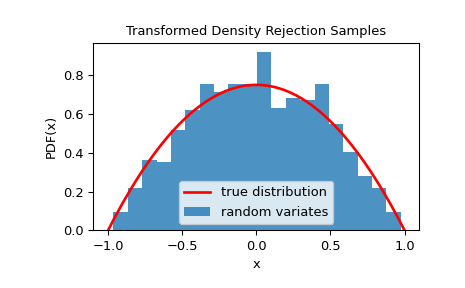 Transformed Density Rejection Samples
PDF(x)
0.8
0.6
0.4
0.2
0.0
true distribution
random variates
−1.0 −0.5 0.0 0.5 1.0
x